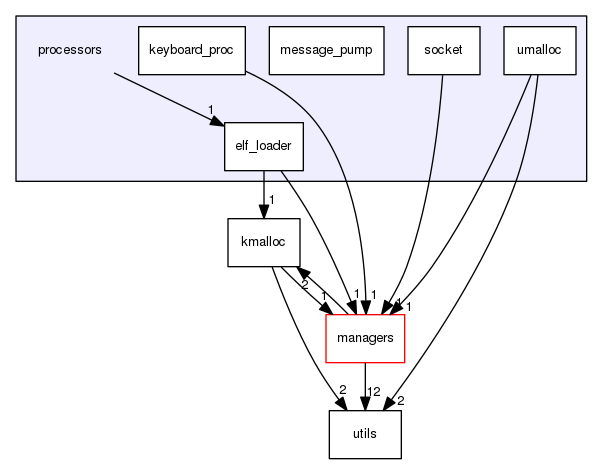 processors
keyboard_proc
message_pump
socket
umalloc
1
elf_loader
1
kmalloc
2
1
1
1
1
1
managers
2
12
2
utils